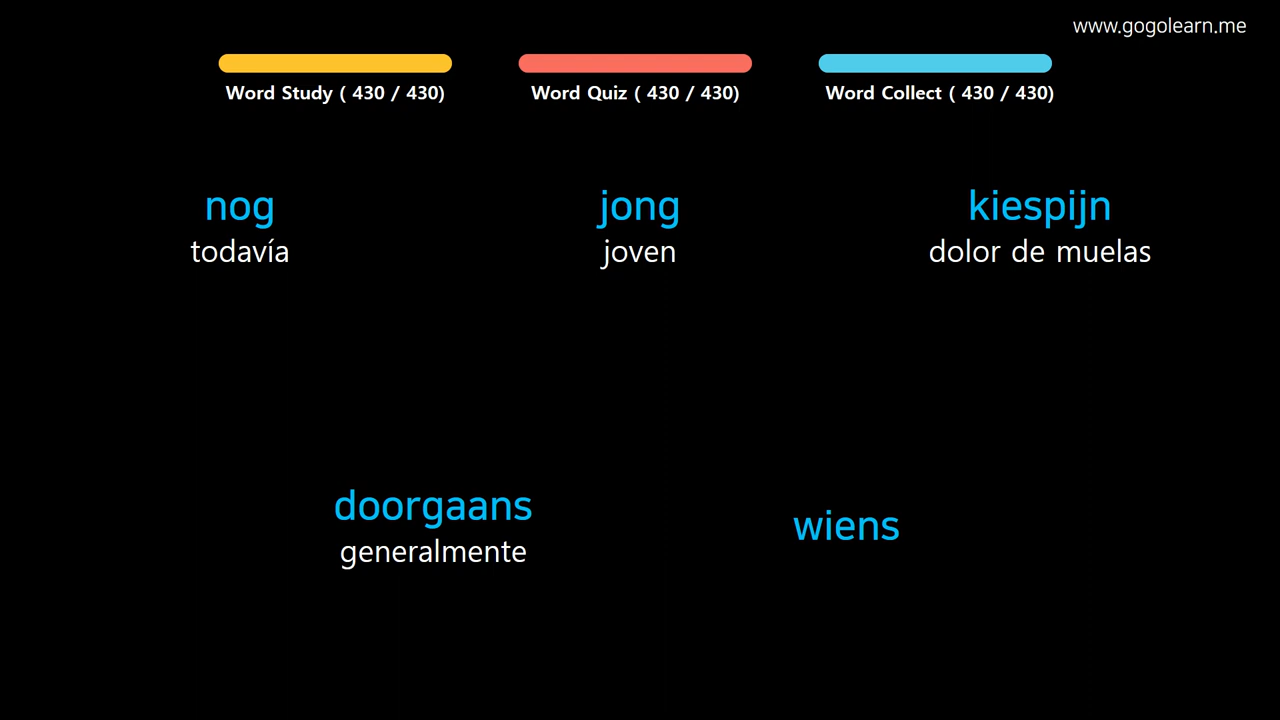 www.gogolearn.me
Word Study ( 430 / 430)
Word Quiz ( 430 / 430)
Word Collect ( 430 / 430)
nog
todavía
jong
joven
kiespijn
dolor de muelas
doorgaans
generalmente
wiens